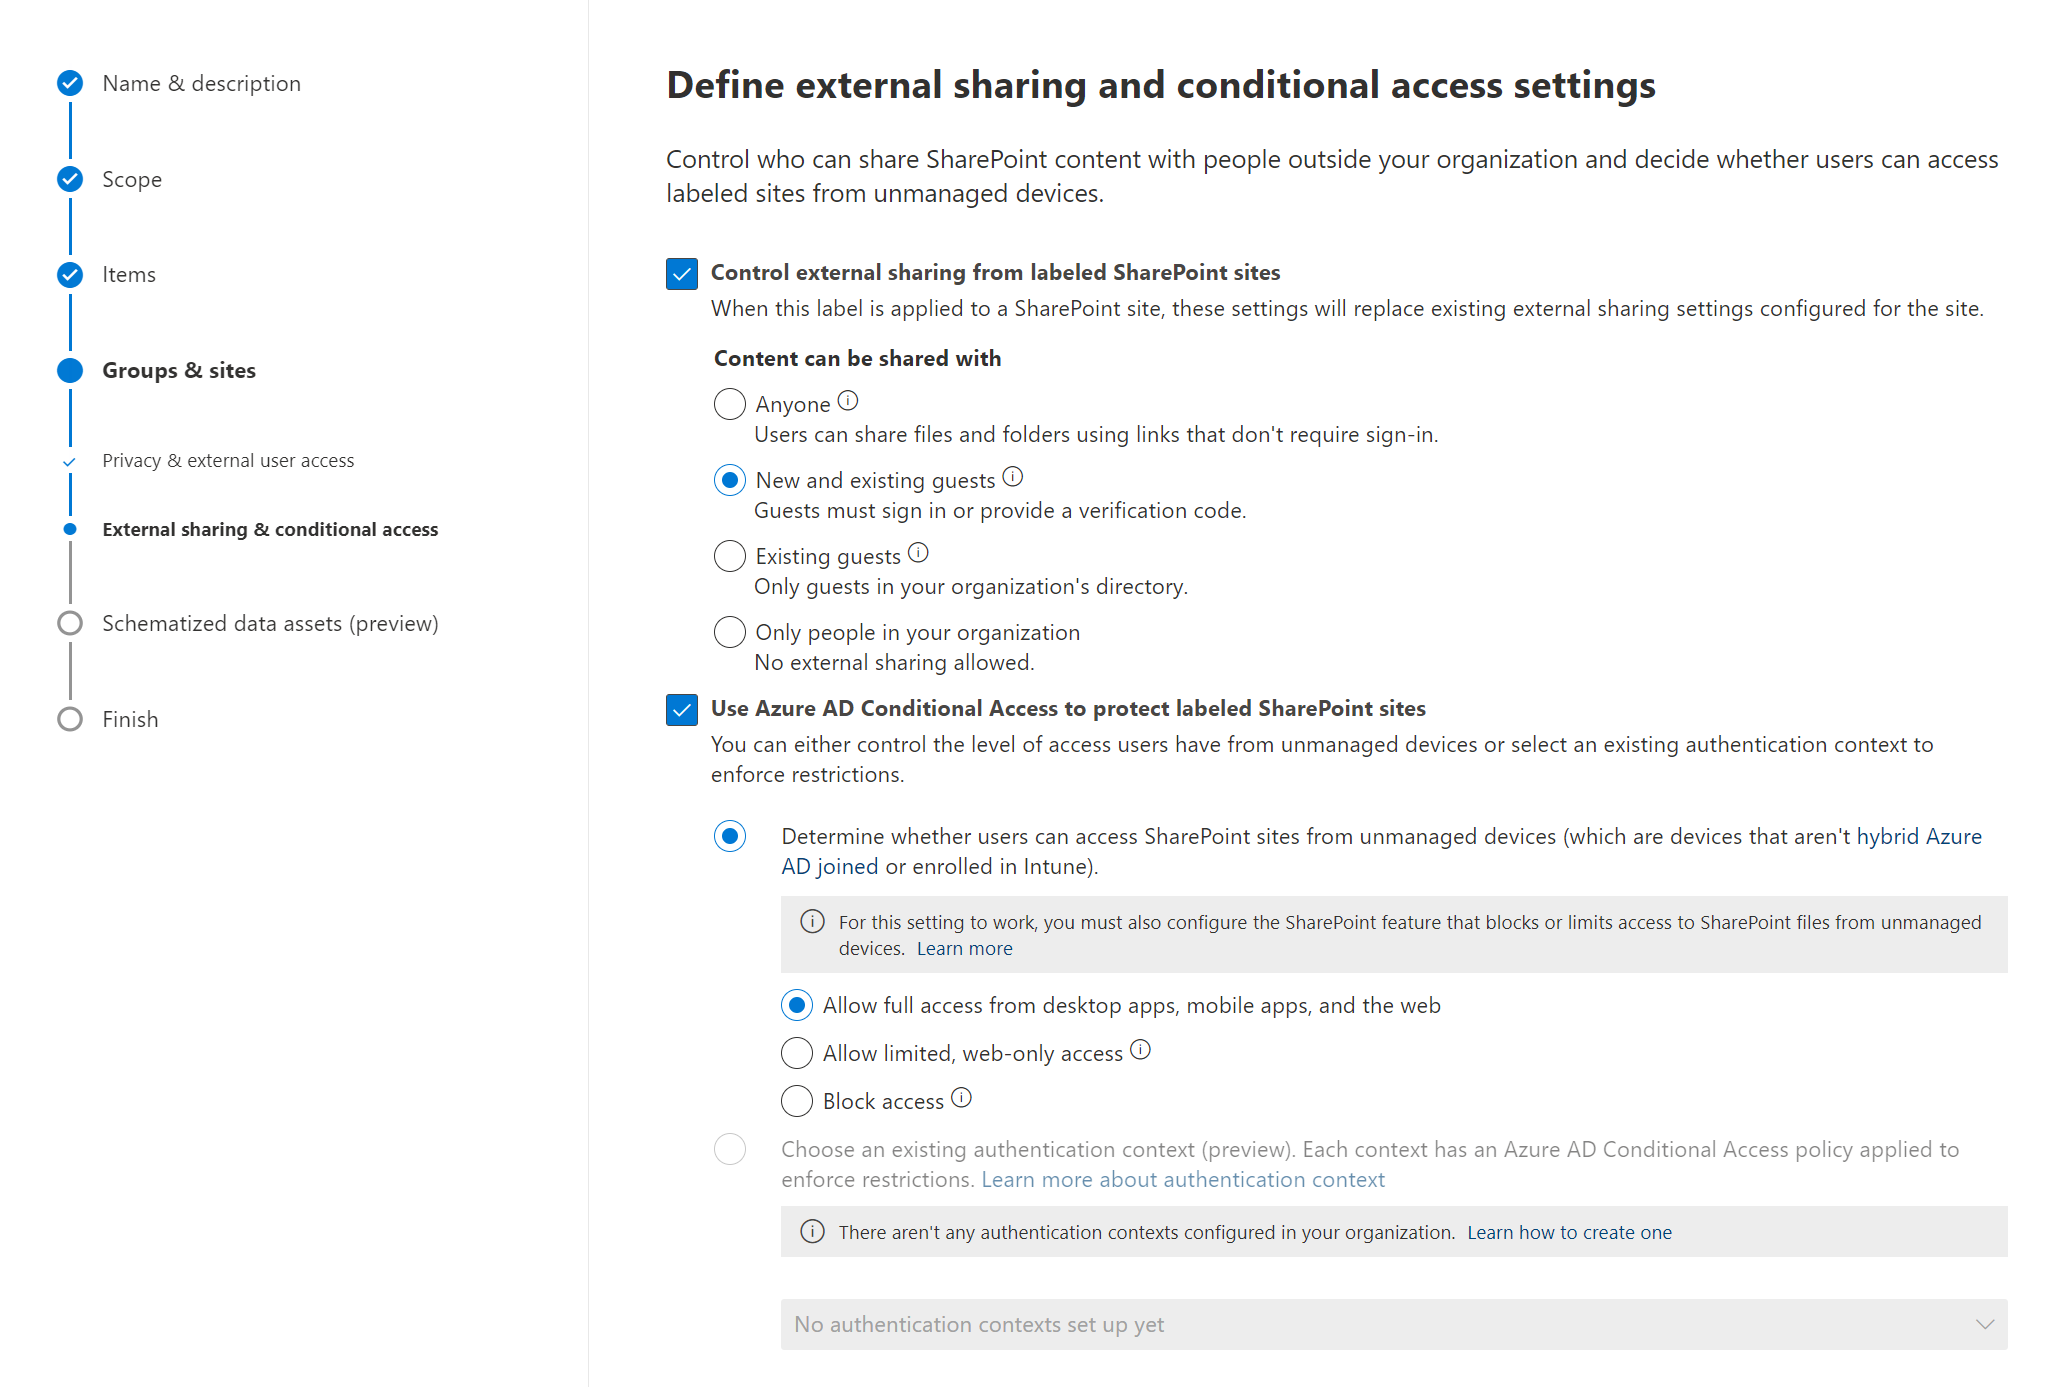 Name & description
Scope
Items
Groups & sites
Privacy & external user access
External sharing & conditional access
Schematized data assets (preview)
Finish
Define external sharing and conditional access settings
Control who can share SharePoint content with people outside your organization and decide whether users can access
labeled sites from unmanaged devices.
Control external sharing from labeled SharePoint sites
When this label is applied to a SharePoint site, these settings will replace existing external sharing settings configured for the site.
Content can be shared with
Anyone
Users can share files and folders using links that don't require sign-in.
New and existing guests
Guests must sign in or provide a verification code.
Existing guests
Only guests in your organization's directory.
Only people in your organization
No external sharing allowed.
Use Azure AD Conditional Access to protect labeled SharePoint sites
You can either control the level of access users have from unmanaged devices or select an existing authentication context to
enforce restrictions.
Determine whether users can access SharePoint sites from unmanaged devices (which are devices that aren't hybrid Azure
AD joined or enrolled in Intune).
For this setting to work, you must also configure the SharePoint feature that blocks or limits access to SharePoint files from unmanaged
devices. Learn more
Allow full access from desktop apps, mobile apps, and the web
Allow limited, web-only access
Block access
Choose an existing authentication context (preview). Each context has an Azure AD Conditional Access policy applied to
enforce restrictions. Learn more about authentication context
There aren't any authentication contexts configured in your organization. Learn how to create one
No authentication contexts set up yet